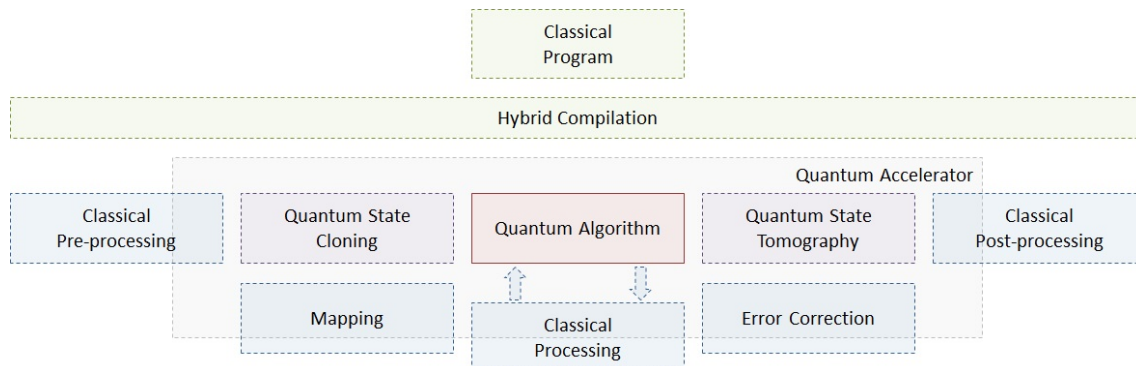 Classical
Program
Hybrid Compilation
Quantum Accelerator
Classical
Pre-processing
Quantum State
Cloning
Quantum Algorithm
Quantum State
Tomography
Classical
Post-processing
Mapping
Classical
Processing
Error Correction